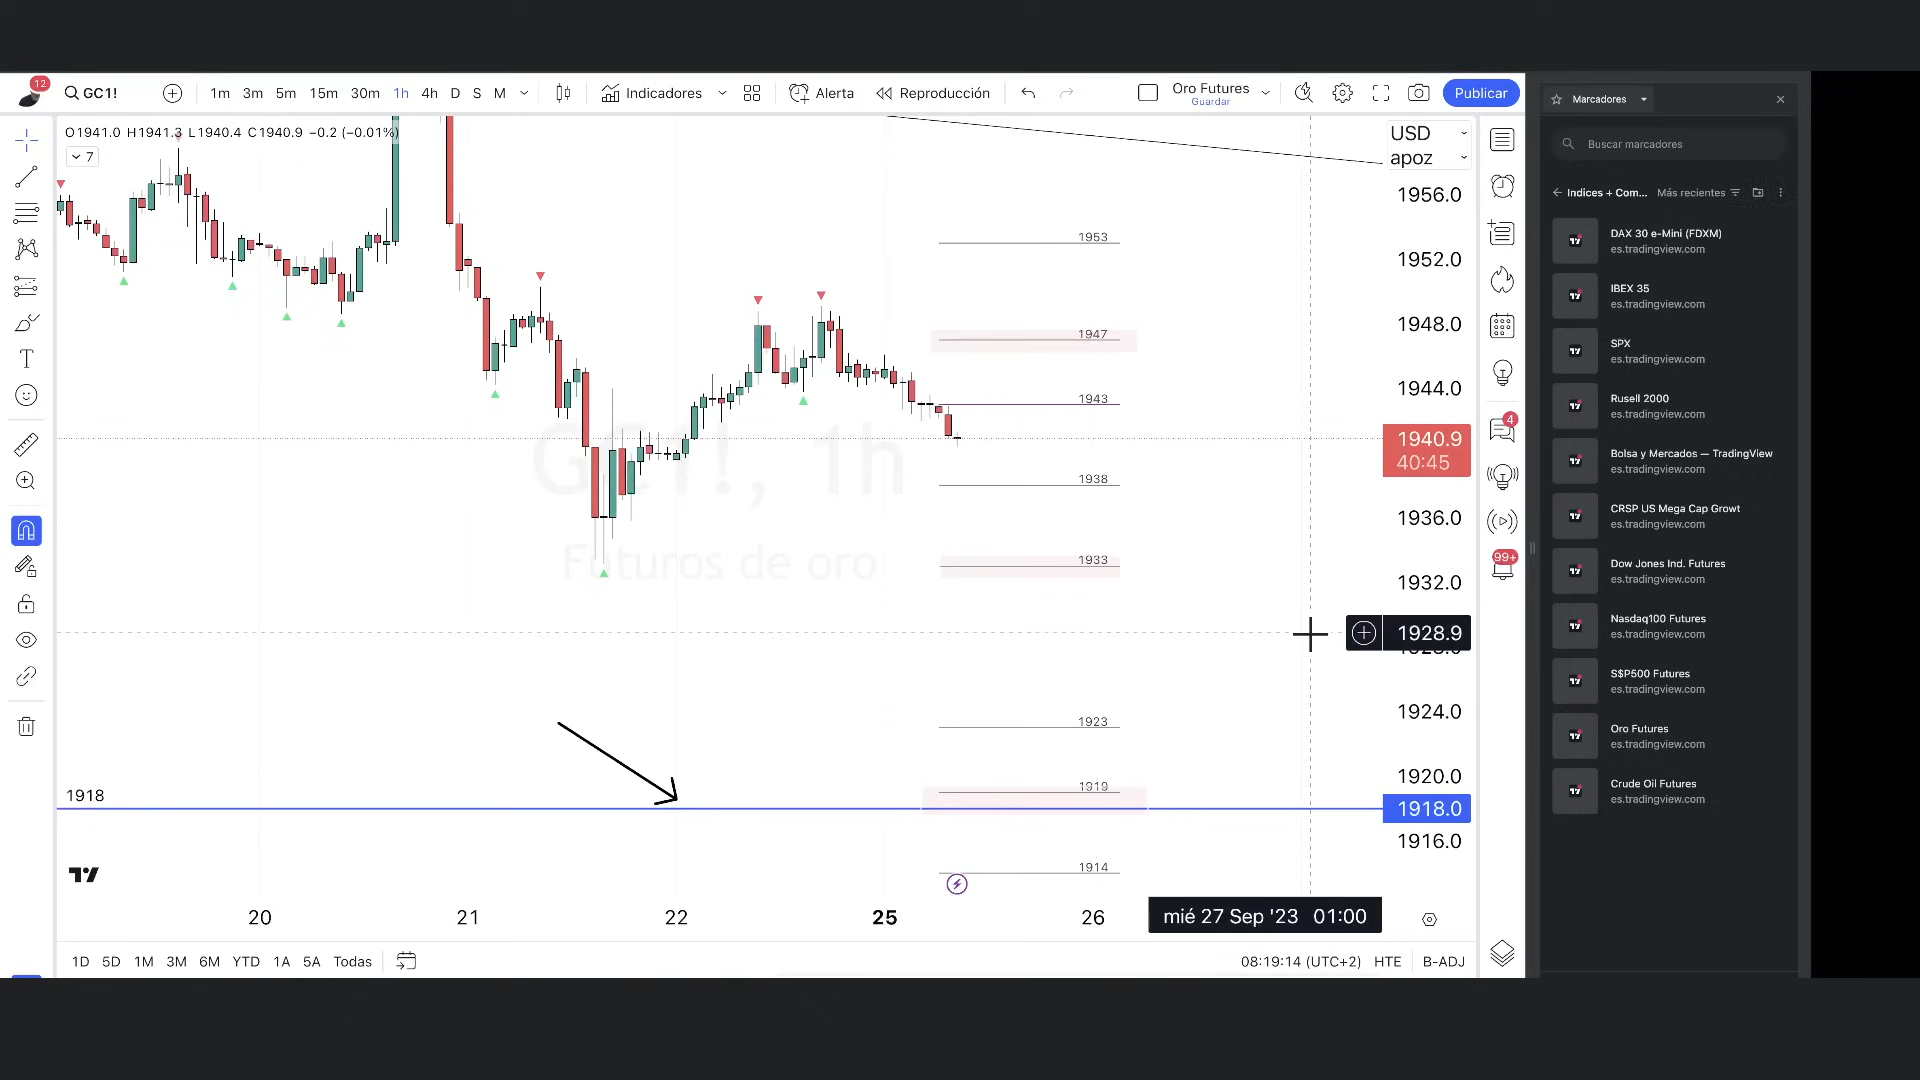 12
GC1!
1m 3m 5m 15m 30m 1h 4h D S M
Indicadores
Alerta
Reproducción
Oro Futures
Guardar
Publicar
O1941.0 H1941.3 L1940.4 C1940.9 −0.2 (−0.01%)
7
USD
apoz
1956.0
1953
1952.0
1948.0
1947
1944.0
1943
1940.9
40:45
GC1!, 1h
1938
1936.0
Futuros de oro
1933
1932.0
1928.9
1924.0
1923
1920.0
1919
1918
1918.0
1916.0
1914
20 21 22 25 26
mié 27 Sep '23 01:00
1D 5D 1M 3M 6M YTD 1A 5A Todas
08:19:14 (UTC+2) HTE B-ADJ
4
99+
Marcadores
Buscar marcadores
Indices + Com... Más recientes
DAX 30 e-Mini (FDXM)
es.tradingview.com
IBEX 35
es.tradingview.com
SPX
es.tradingview.com
Rusell 2000
es.tradingview.com
Bolsa y Mercados — TradingView
es.tradingview.com
CRSP US Mega Cap Growt
es.tradingview.com
Dow Jones Ind. Futures
es.tradingview.com
Nasdaq100 Futures
es.tradingview.com
S$P500 Futures
es.tradingview.com
Oro Futures
es.tradingview.com
Crude Oil Futures
es.tradingview.com